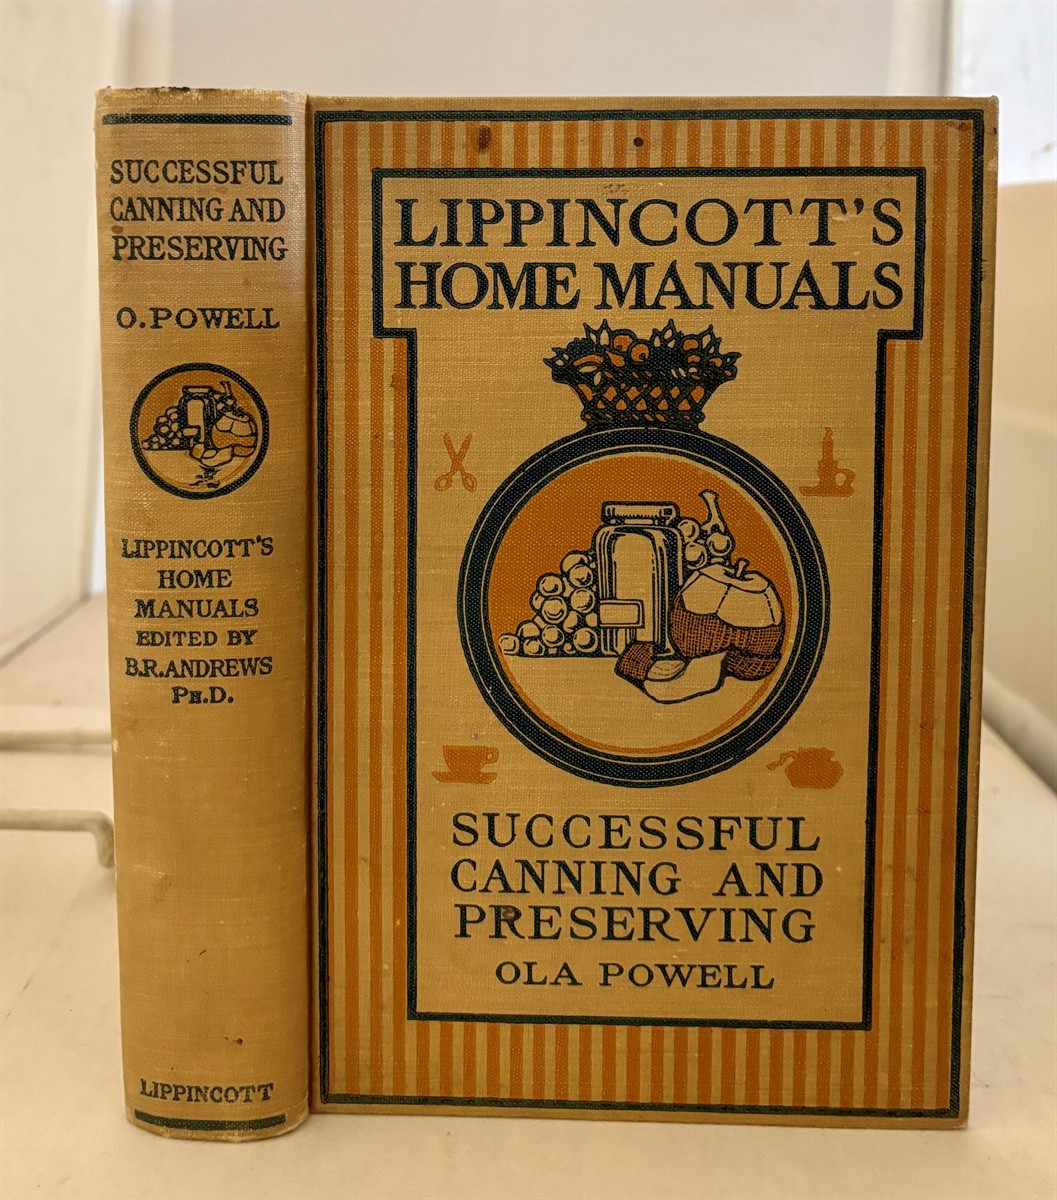 SUCCESSFUL
CANNING AND
PRESERVING
O. POWELL
LIPPINCOTT'S
HOME
MANUALS
EDITED BY
B.R. ANDREWS
PH.D.
LIPPINCOTT
LIPPINCOTT'S
HOME MANUALS
SUCCESSFUL
CANNING AND
PRESERVING
OLA POWELL